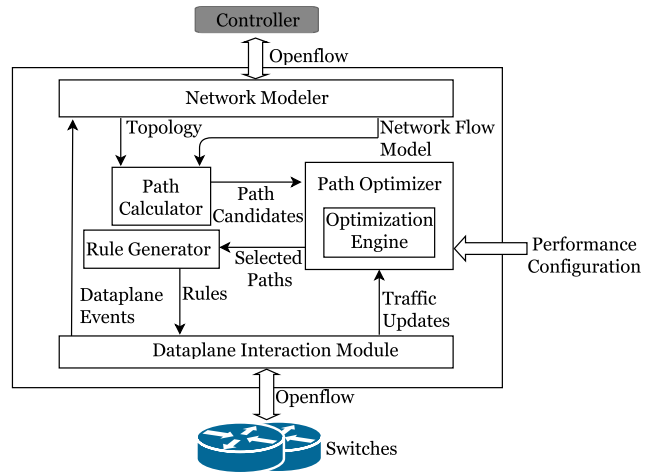 Controller
Openflow
Network Modeler
Topology
Network Flow
Model
Path
Calculator
Path
Candidates
Path Optimizer
Optimization
Engine
Rule Generator
Selected
Paths
Performance
Configuration
Dataplane
Events
Rules
Traffic
Updates
Dataplane Interaction Module
Openflow
Switches